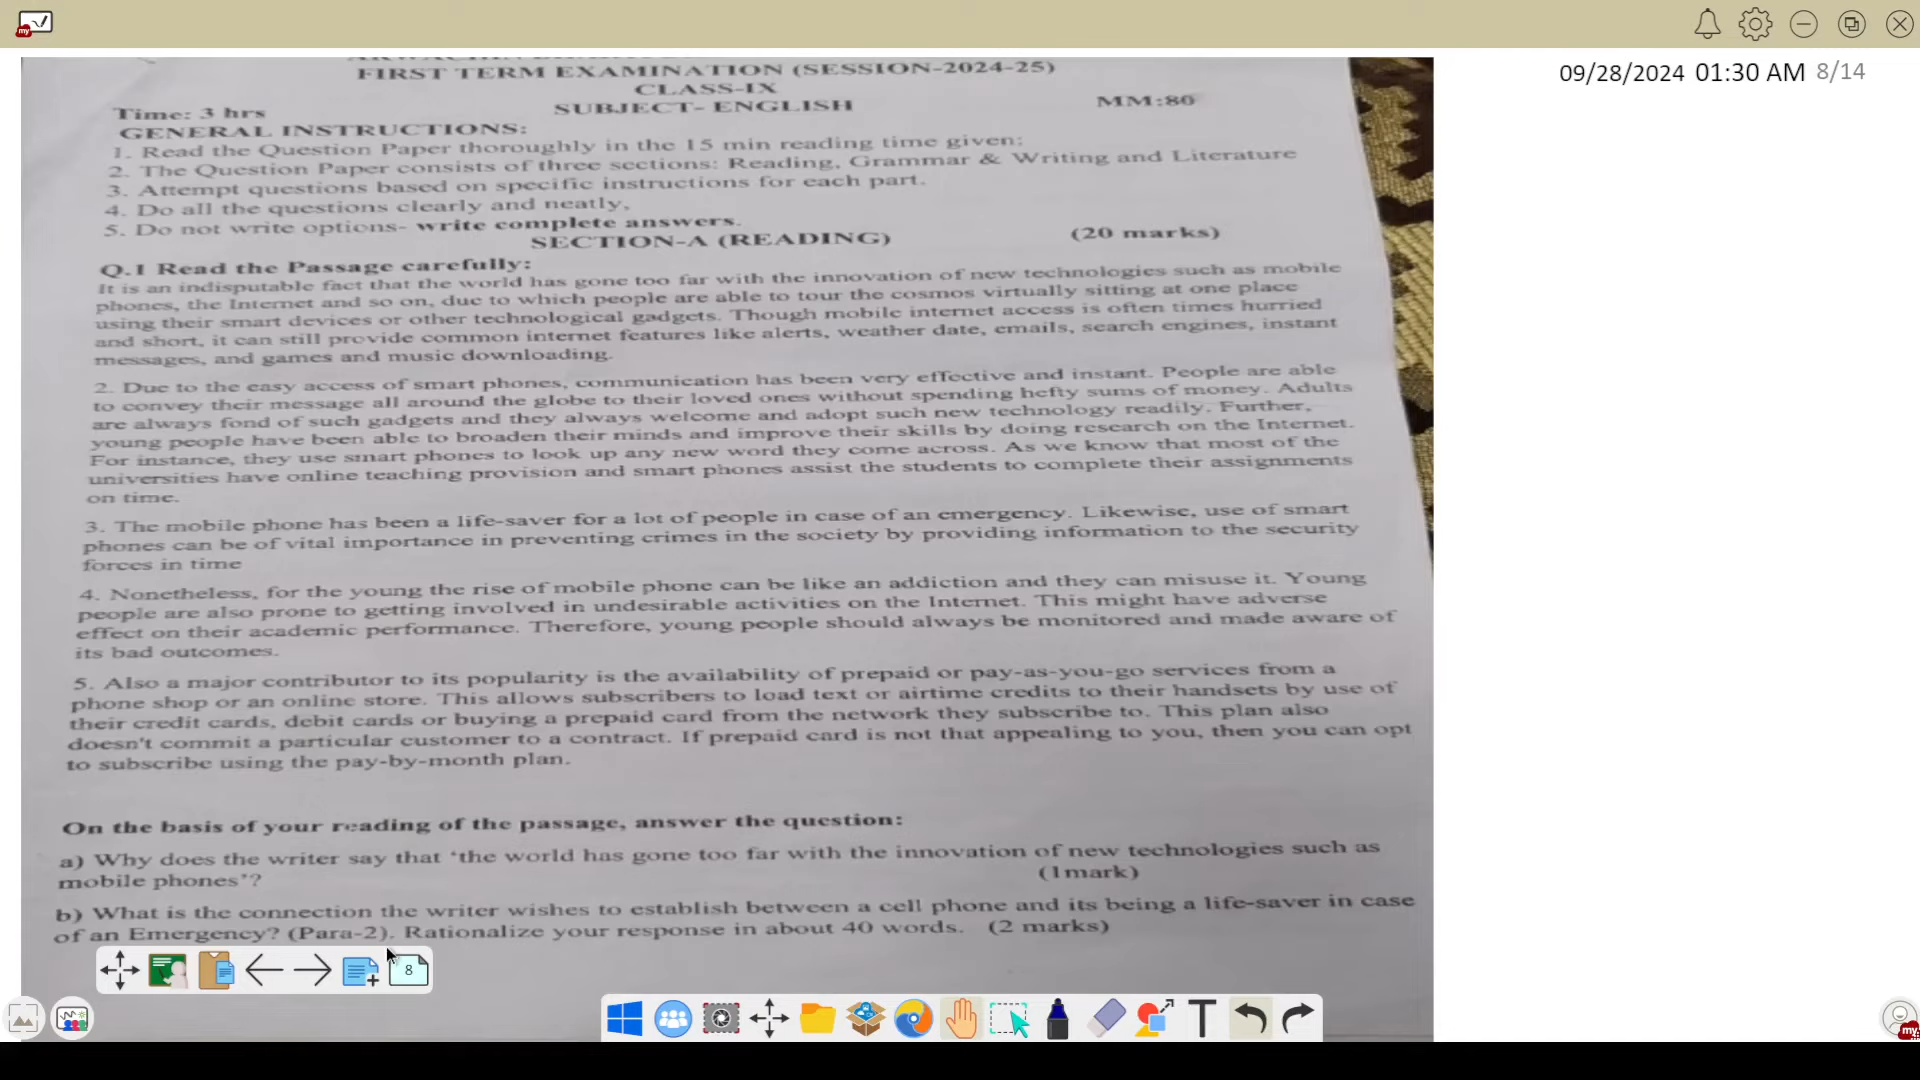 09/28/2024 01:30 AM 8/14
FIRST TERM EXAMINATION (SESSION-2024-25)
CLASS-IX
Time: 3 hrs SUBJECT- ENGLISH MM:80
GENERAL INSTRUCTIONS:
1. Read the Question Paper thoroughly in the 15 min reading time given;
2. The Question Paper consists of three sections: Reading, Grammar & Writing and Literature
3. Attempt questions based on specific instructions for each part.
4. Do all the questions clearly and neatly,
5. Do not write options- write complete answers.
SECTION-A (READING) (20 marks)
Q.1 Read the Passage carefully:
It is an indisputable fact that the world has gone too far with the innovation of new technologies such as mobile
phones, the Internet and so on, due to which people are able to tour the cosmos virtually sitting at one place
using their smart devices or other technological gadgets. Though mobile internet access is often times hurried
and short, it can still provide common internet features like alerts, weather date, emails, search engines, instant
messages, and games and music downloading.
2. Due to the easy access of smart phones, communication has been very effective and instant. People are able
to convey their message all around the globe to their loved ones without spending hefty sums of money. Adults
are always fond of such gadgets and they always welcome and adopt such new technology readily. Further,
young people have been able to broaden their minds and improve their skills by doing research on the Internet.
For instance, they use smart phones to look up any new word they come across. As we know that most of the
universities have online teaching provision and smart phones assist the students to complete their assignments
on time.
3. The mobile phone has been a life-saver for a lot of people in case of an emergency. Likewise, use of smart
phones can be of vital importance in preventing crimes in the society by providing information to the security
forces in time
4. Nonetheless, for the young the rise of mobile phone can be like an addiction and they can misuse it. Young
people are also prone to getting involved in undesirable activities on the Internet. This might have adverse
effect on their academic performance. Therefore, young people should always be monitored and made aware of
its bad outcomes.
5. Also a major contributor to its popularity is the availability of prepaid or pay-as-you-go services from a
phone shop or an online store. This allows subscribers to load text or airtime credits to their handsets by use of
their credit cards, debit cards or buying a prepaid card from the network they subscribe to. This plan also
doesn't commit a particular customer to a contract. If prepaid card is not that appealing to you, then you can opt
to subscribe using the pay-by-month plan.
On the basis of your reading of the passage, answer the question:
a) Why does the writer say that 'the world has gone too far with the innovation of new technologies such as
mobile phones'? (1mark)
b) What is the connection the writer wishes to establish between a cell phone and its being a life-saver in case
of an Emergency? (Para-2). Rationalize your response in about 40 words. (2 marks)
8